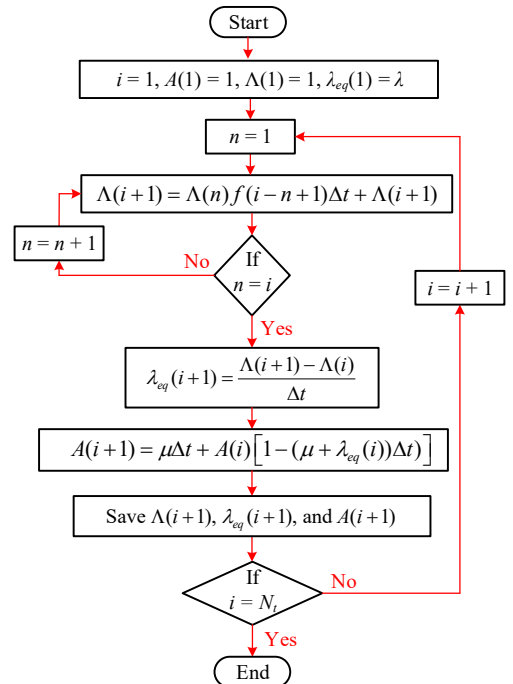 Start
i = 1, A(1) = 1, Λ(1) = 1, λ_eq(1) = λ
n = 1
Λ(i+1) = Λ(n) f(i−n+1)Δt + Λ(i+1)
n = n + 1
No
If
n = i
i = i + 1
Yes
λ_eq(i+1) = (Λ(i+1) − Λ(i)) / Δt
A(i+1) = μΔt + A(i)[1−(μ + λ_eq(i))Δt)]
Save Λ(i+1), λ_eq(i+1), and A(i+1)
If
i = N_t
No
Yes
End